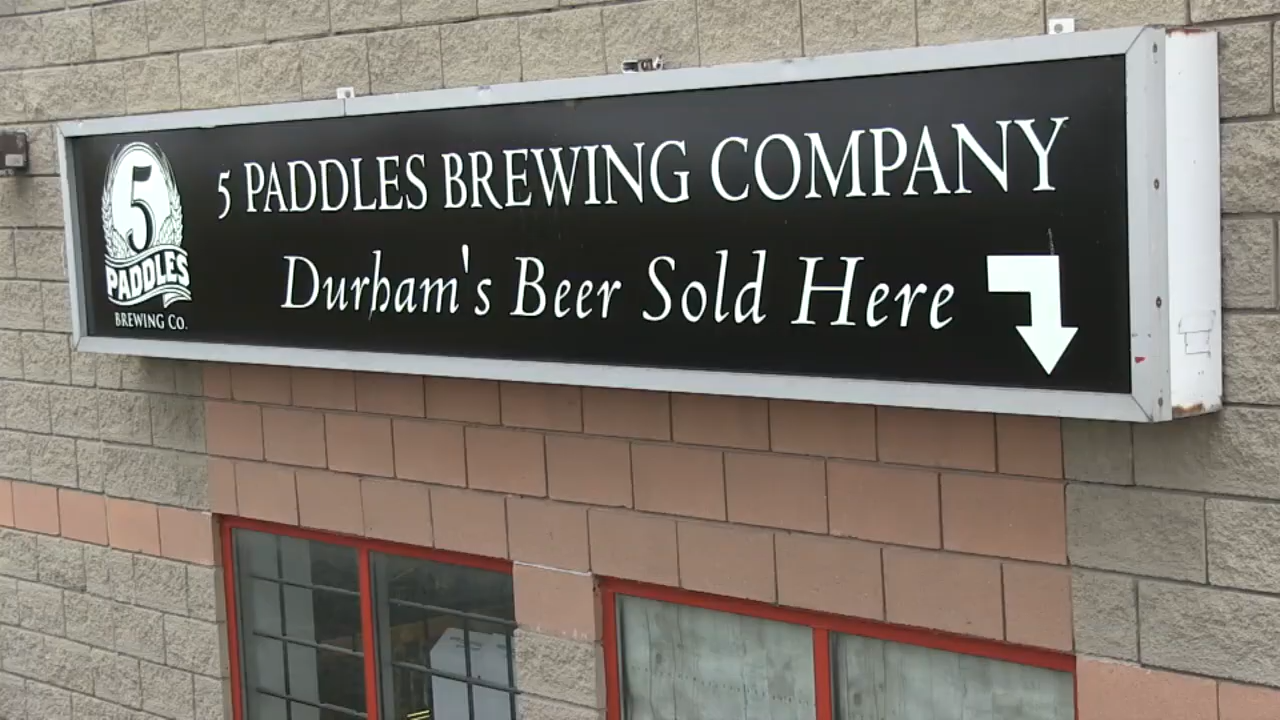 5
PADDLES
BREWING CO.
5 PADDLES BREWING COMPANY
Durham's Beer Sold Here